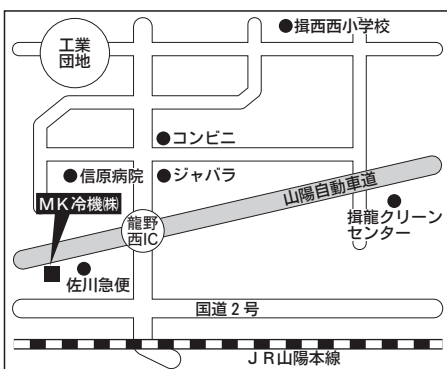 工業
団地
●揖西西小学校
●コンビニ
●信原病院
●ジャバラ
山陽自動車道
MK冷機㈱
龍野
西IC
揖龍クリーン
センター
佐川急便
国道2号
JR山陽本線